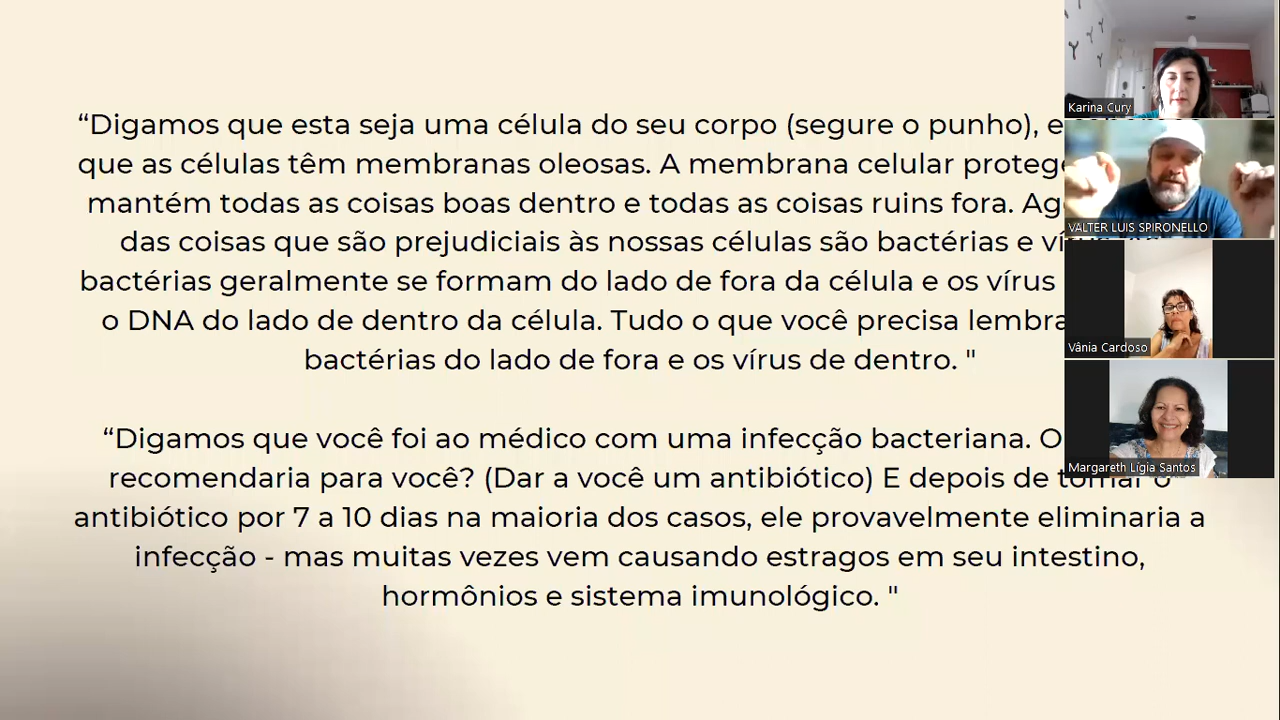 “Digamos que esta seja uma célula do seu corpo (segure o punho), e
que as células têm membranas oleosas. A membrana celular protege
mantém todas as coisas boas dentro e todas as coisas ruins fora.
das coisas que são prejudiciais às nossas células são bactérias e
bactérias geralmente se formam do lado de fora da célula e os vírus
o DNA do lado de dentro da célula. Tudo o que você precisa
bactérias do lado de fora e os vírus de dentro. "
“Digamos que você foi ao médico com uma infecção bacteriana. O
recomendaria para você? (Dar a você um antibiótico) E depois de tomar o
antibiótico por 7 a 10 dias na maioria dos casos, ele provavelmente eliminaria a
infecção - mas muitas vezes vem causando estragos em seu intestino,
hormônios e sistema imunológico. "
Karina Cury
VALTER LUIS SPIRONELLO
Vânia Cardoso
Margareth Lígia Santos